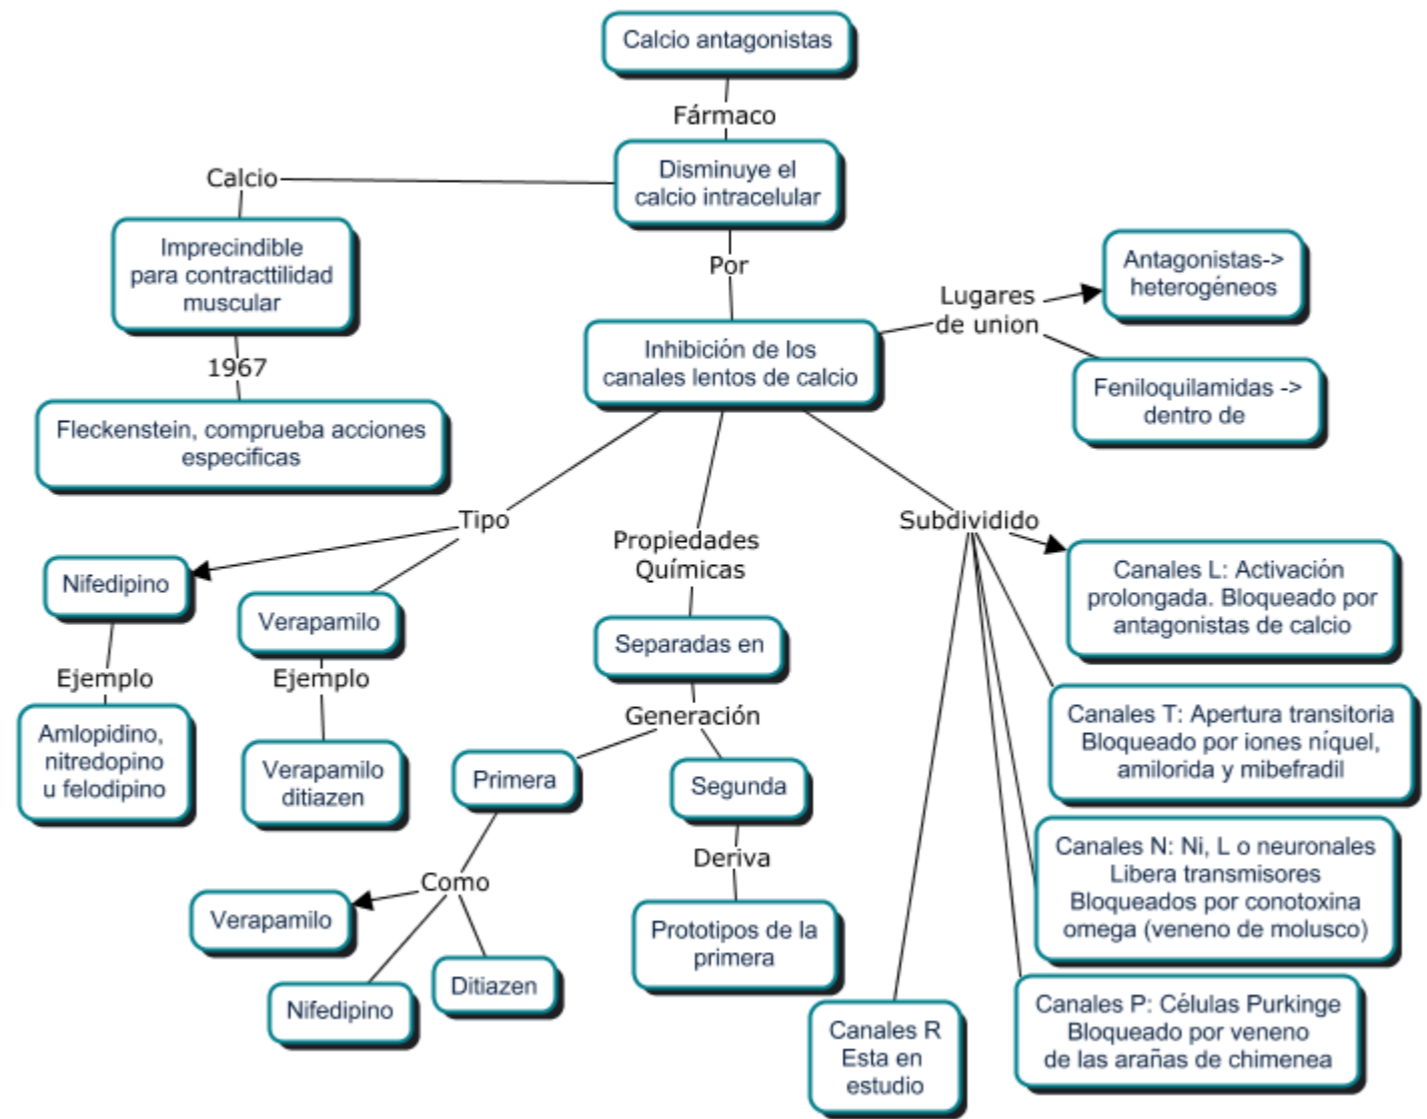 Calcio antagonistas
Fármaco
Disminuye el
calcio intracelular
Calcio
Imprecindible
para contracttilidad
muscular
1967
Fleckenstein, comprueba acciones
especificas
Por
Inhibición de los
canales lentos de calcio
Lugares
de union
Antagonistas->
heterogéneos
Feniloquilamidas ->
dentro de
Tipo
Nifedipino
Ejemplo
Amlopidino,
nitredopino
u felodipino
Verapamilo
Ejemplo
Verapamilo
ditiazen
Propiedades
Químicas
Separadas en
Generación
Primera
Como
Verapamilo
Nifedipino
Ditiazen
Segunda
Deriva
Prototipos de la
primera
Subdividido
Canales L: Activación
prolongada. Bloqueado por
antagonistas de calcio
Canales T: Apertura transitoria
Bloqueado por iones níquel,
amilorida y mibefradil
Canales N: Ni, L o neuronales
Libera transmisores
Bloqueados por conotoxina
omega (veneno de molusco)
Canales P: Células Purkinge
Bloqueado por veneno
de las arañas de chimenea
Canales R
Esta en
estudio